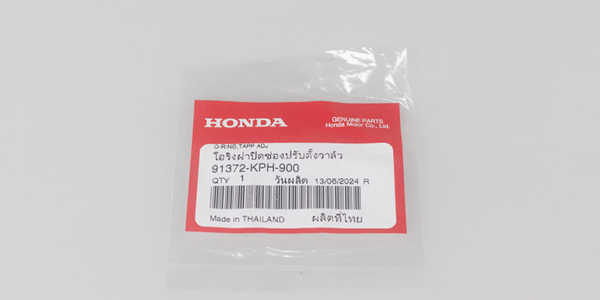 HONDA
GENUINE PARTS
Honda Motor Co., Ltd.
O-RING,TAPP ADJ
โอริงฝาปิดช่องปรับตั้งวาล์ว
91372-KPH-900
QTY 1 วันผลิต 13/06/2024 R
Made in THAILAND ผลิตที่ไทย